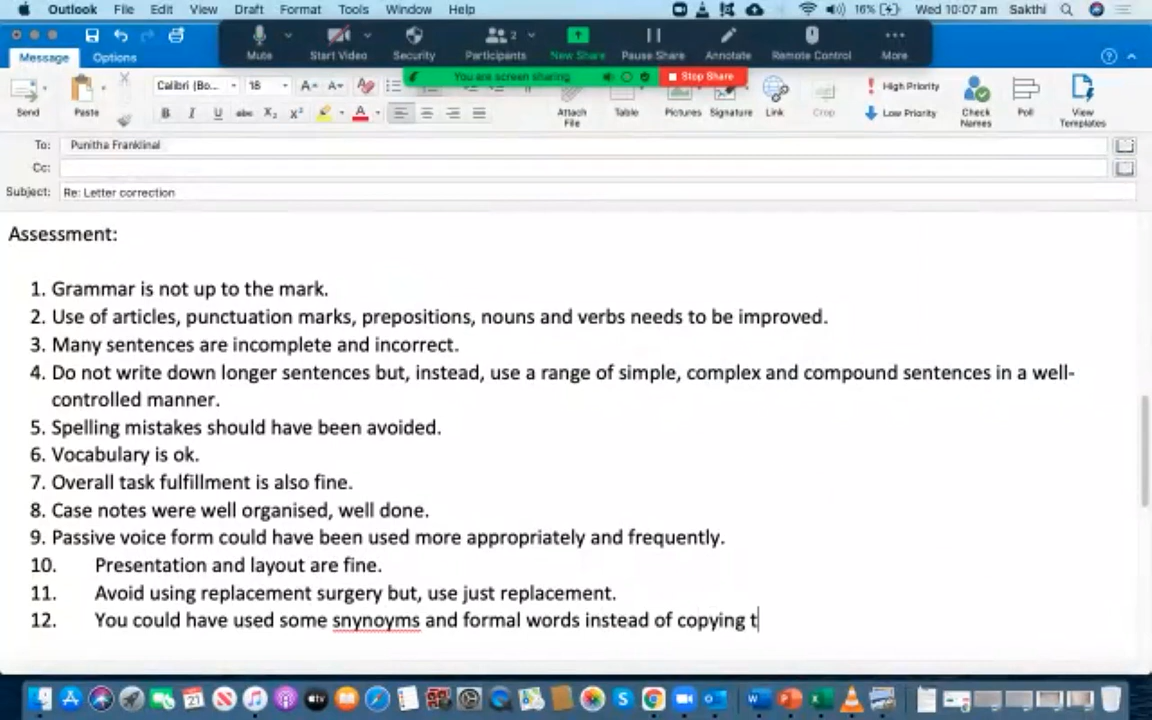 Outlook File Edit View Draft Format Tools Window Help 16% Wed 10:07 am Sakthi
Mute Start Video Security Participants 2 New Share Pause Share Annotate Remote Control More
Message Options
You are screen sharing Stop Share
Send Paste Calibri (Bo... 18 A A High Priority
B I U abc X₂ X² A Attach File Table Pictures Signature Link Crop Low Priority Check Names Poll View Templates
To: Punitha Franklinal
Cc:
Subject: Re: Letter correction
Assessment:
1. Grammar is not up to the mark.
2. Use of articles, punctuation marks, prepositions, nouns and verbs needs to be improved.
3. Many sentences are incomplete and incorrect.
4. Do not write down longer sentences but, instead, use a range of simple, complex and compound sentences in a well-
controlled manner.
5. Spelling mistakes should have been avoided.
6. Vocabulary is ok.
7. Overall task fulfillment is also fine.
8. Case notes were well organised, well done.
9. Passive voice form could have been used more appropriately and frequently.
10. Presentation and layout are fine.
11. Avoid using replacement surgery but, use just replacement.
12. You could have used some snynoyms and formal words instead of copying t